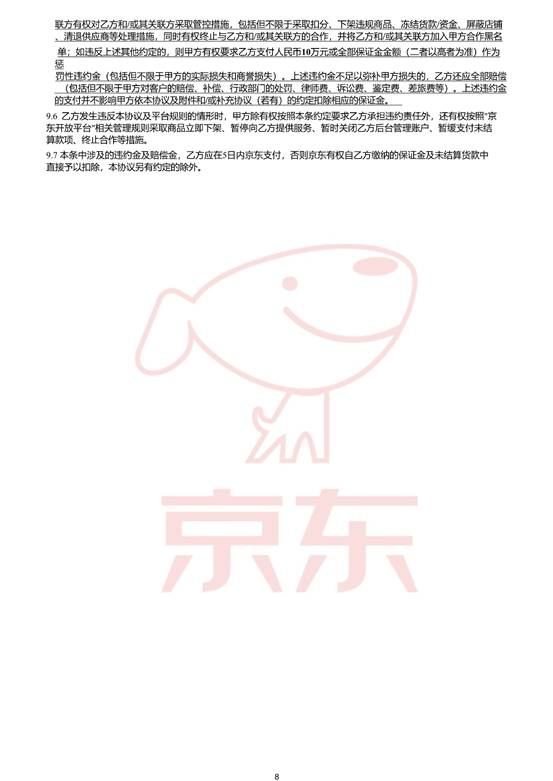 联方有权对乙方和/或其关联方采取管控措施，包括但不限于采取扣分、下架违规商品、冻结货款/资金、屏蔽店铺
、清退供应商等处理措施，同时有权终止与乙方和/或其关联方的合作，并将乙方和/或其关联方加入甲方合作黑名
单；如违反上述其他约定的，则甲方有权要求乙方支付人民币10万元或全部保证金金额（二者以高者为准）作为
惩
罚性违约金（包括但不限于甲方的实际损失和商誉损失）。上述违约金不足以弥补甲方损失的，乙方还应全部赔偿
（包括但不限于甲方对客户的赔偿、补偿、行政部门的处罚、律师费、诉讼费、鉴定费、差旅费等）。上述违约金
的支付并不影响甲方依本协议及附件和/或补充协议（若有）的约定扣除相应的保证金。
9.6 乙方发生违反本协议及平台规则的情形时，甲方除有权按照本条约定要求乙方承担违约责任外，还有权按照“京
东开放平台”相关管理规则采取商品立即下架、暂停向乙方提供服务、暂时关闭乙方后台管理账户、暂缓支付未结
算款项、终止合作等措施。
9.7 本条中涉及的违约金及赔偿金，乙方应在5日内京东支付，否则京东有权自乙方缴纳的保证金及未结算货款中
直接予以扣除，本协议另有约定的除外。
京东
8